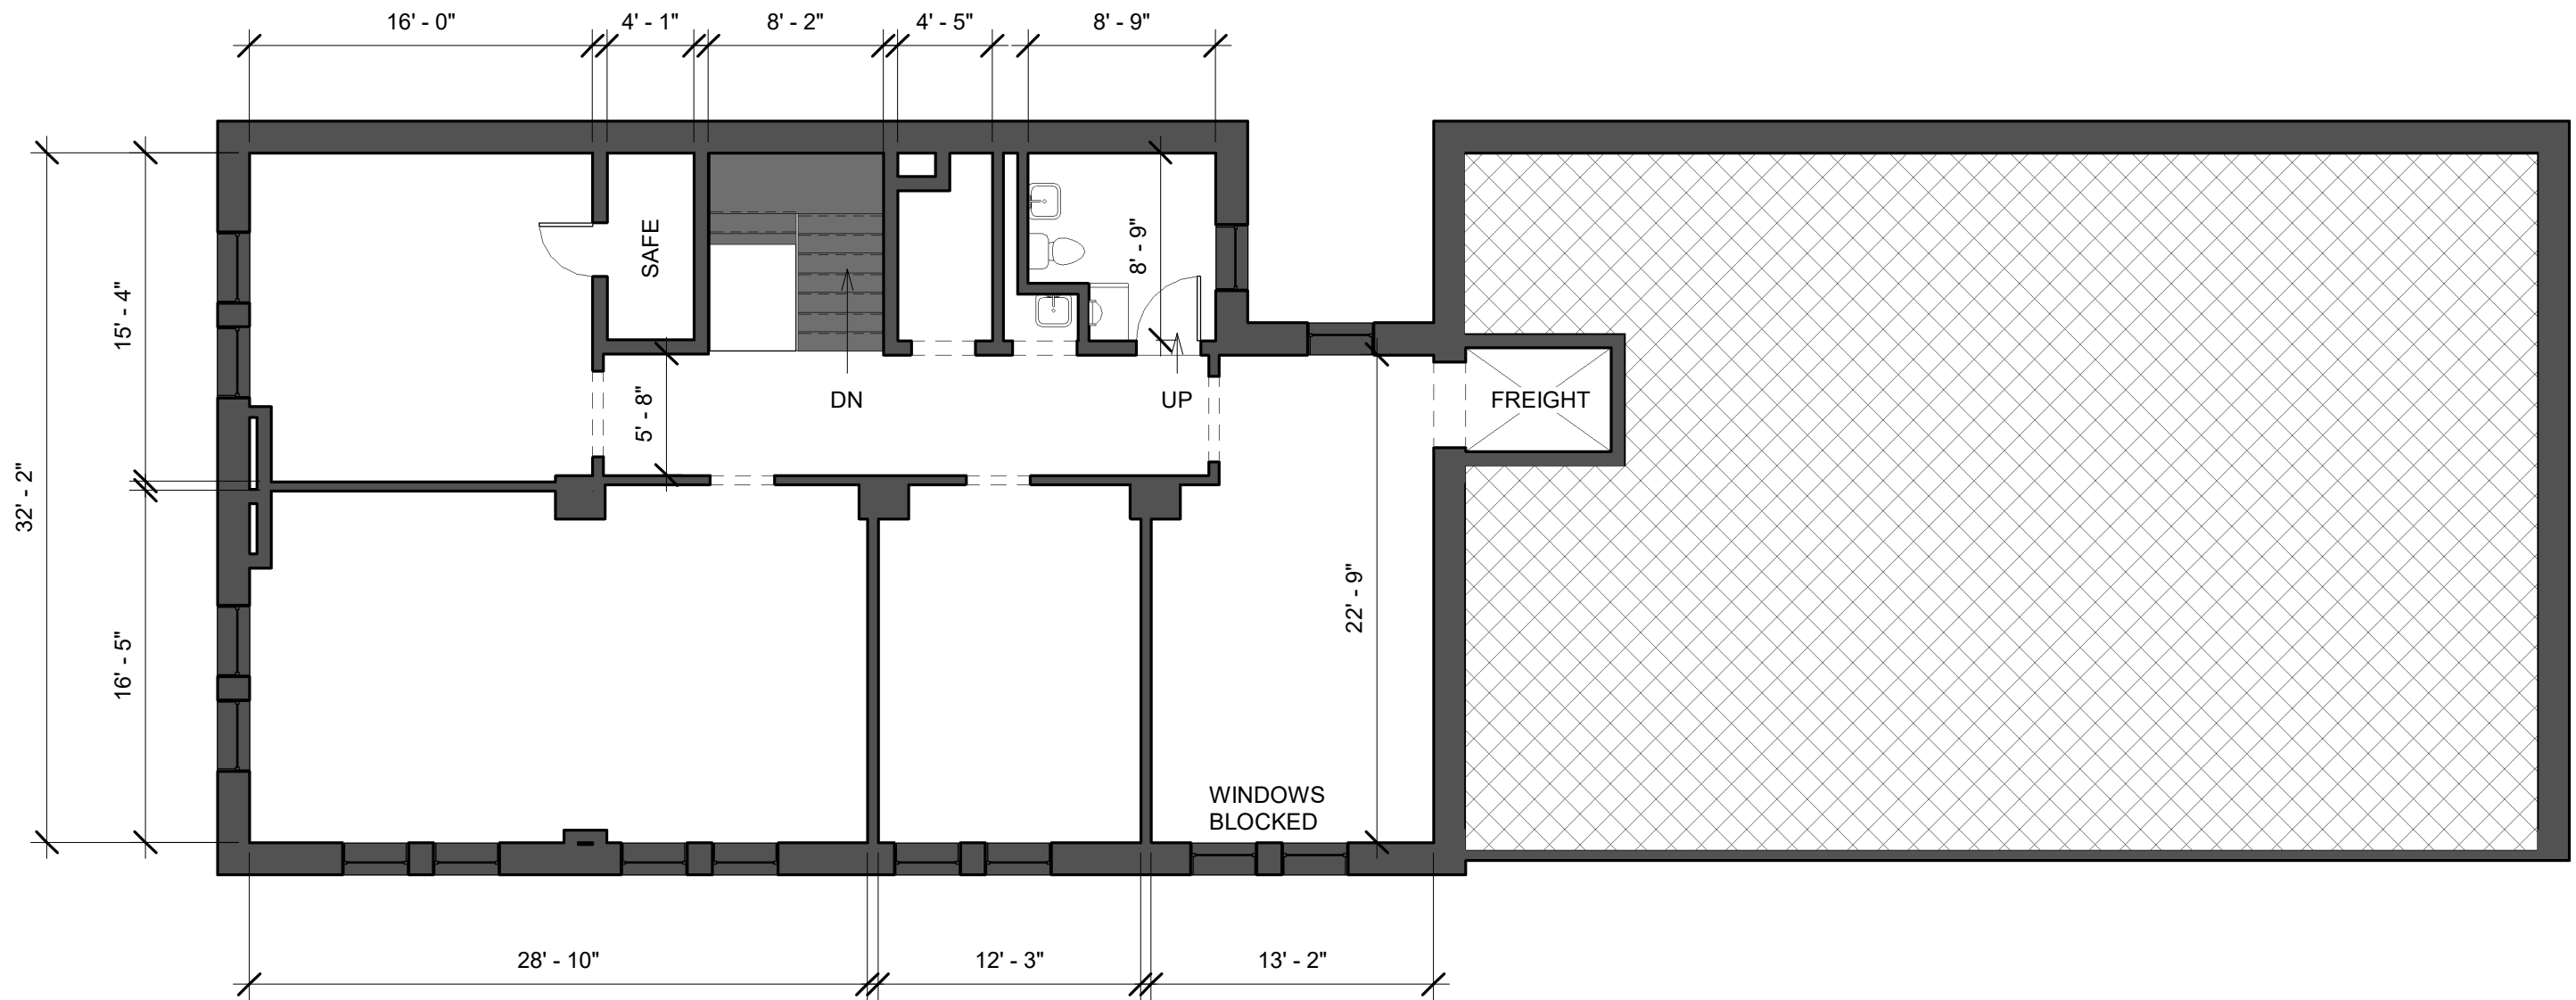 16' - 0"
4' - 1"
8' - 2"
4' - 5"
8' - 9"
SAFE
8' - 9"
15' - 4"
5' - 8"
DN
UP
FREIGHT
32' - 2"
22' - 9"
16' - 5"
WINDOWS
BLOCKED
28' - 10"
12' - 3"
13' - 2"